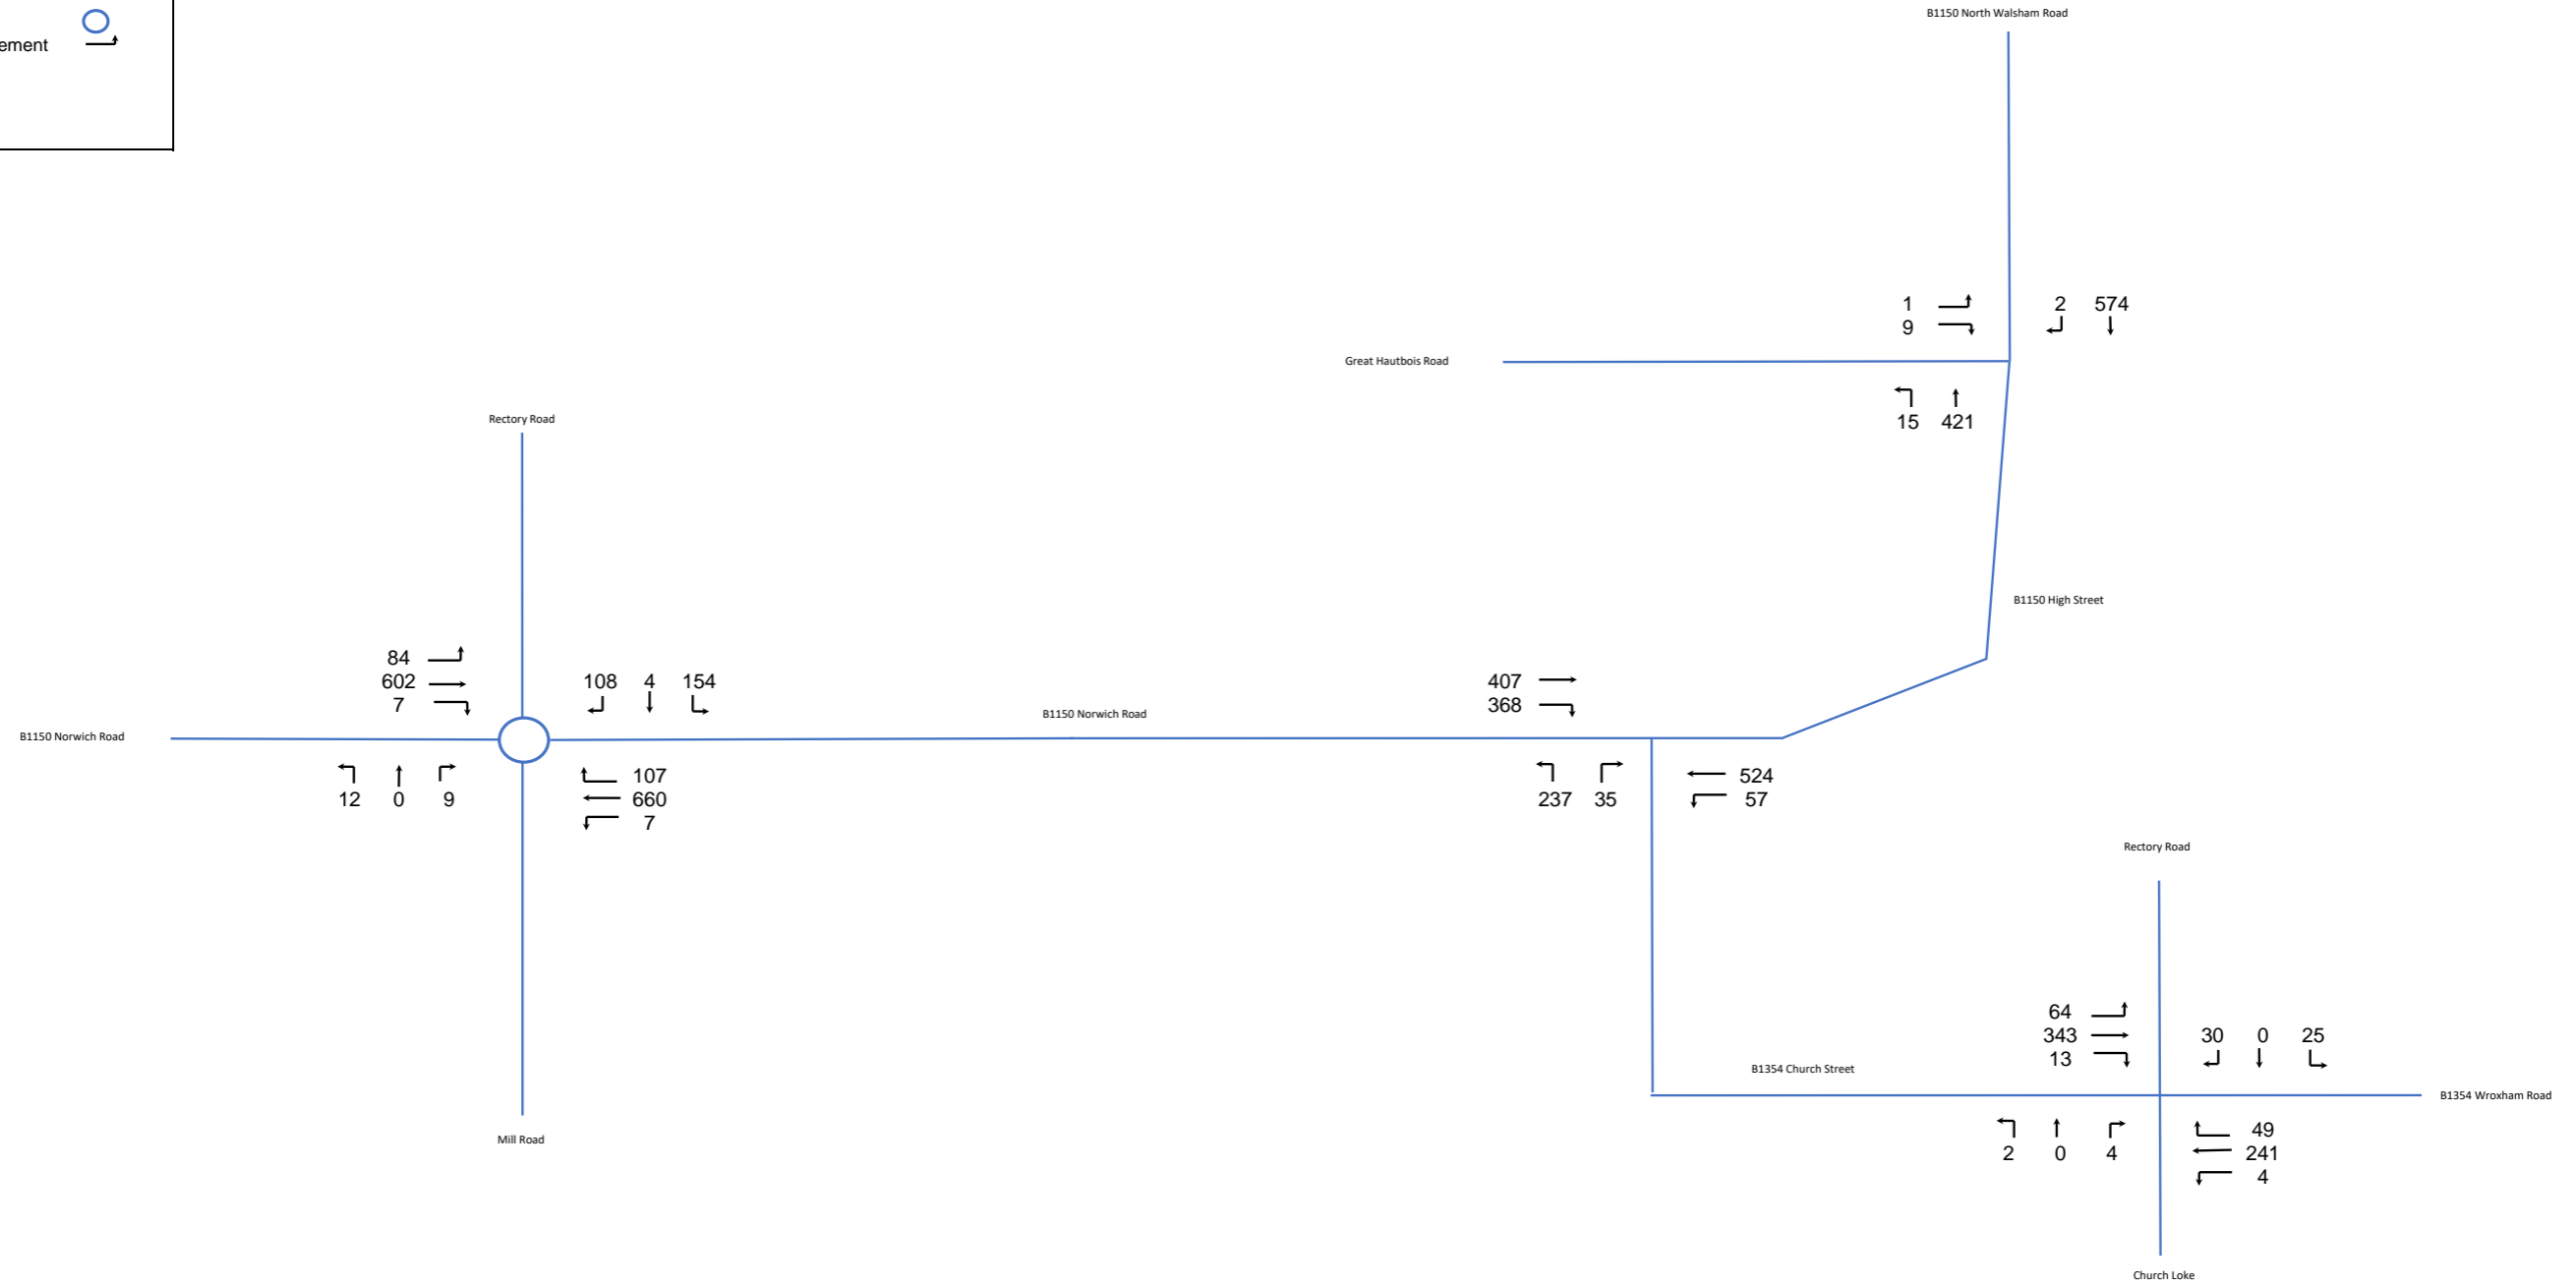 ement
B1150 North Walsham Road
1
9
2 574
Great Hautbois Road
15 421
Rectory Road
B1150 High Street
84
602
7
108 4 154
407
368
B1150 Norwich Road
B1150 Norwich Road
12 0 9
107
660
7
237 35
524
57
Rectory Road
64
343
13
30 0 25
B1354 Church Street
B1354 Wroxham Road
Mill Road
2 0 4
49
241
4
Church Loke